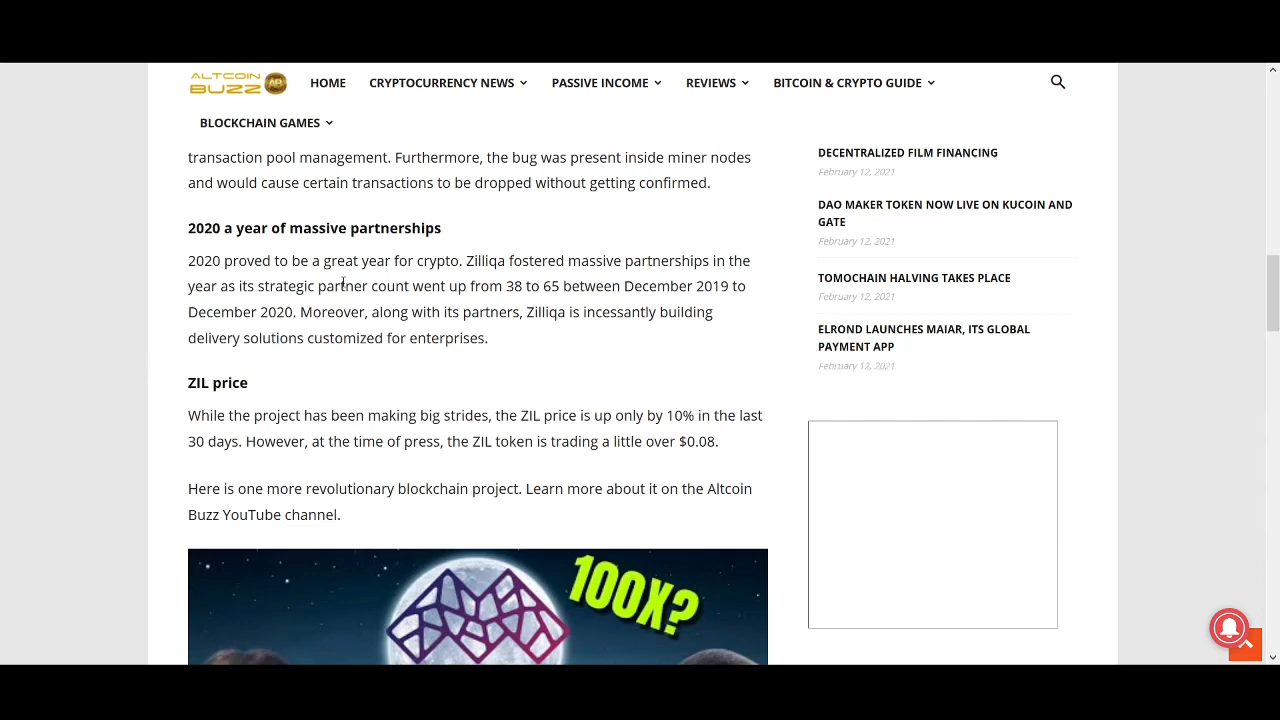 ALTCOIN
BUZZ
AB
HOME
CRYPTOCURRENCY NEWS
PASSIVE INCOME
REVIEWS
BITCOIN & CRYPTO GUIDE
BLOCKCHAIN GAMES
transaction pool management. Furthermore, the bug was present inside miner nodes
and would cause certain transactions to be dropped without getting confirmed.
2020 a year of massive partnerships
2020 proved to be a great year for crypto. Zilliqa fostered massive partnerships in the
year as its strategic partner count went up from 38 to 65 between December 2019 to
December 2020. Moreover, along with its partners, Zilliqa is incessantly building
delivery solutions customized for enterprises.
ZIL price
While the project has been making big strides, the ZIL price is up only by 10% in the last
30 days. However, at the time of press, the ZIL token is trading a little over $0.08.
Here is one more revolutionary blockchain project. Learn more about it on the Altcoin
Buzz YouTube channel.
100X?
DECENTRALIZED FILM FINANCING
February 12, 2021
DAO MAKER TOKEN NOW LIVE ON KUCOIN AND
GATE
February 12, 2021
TOMOCHAIN HALVING TAKES PLACE
February 12, 2021
ELROND LAUNCHES MAIAR, ITS GLOBAL
PAYMENT APP
February 12, 2021